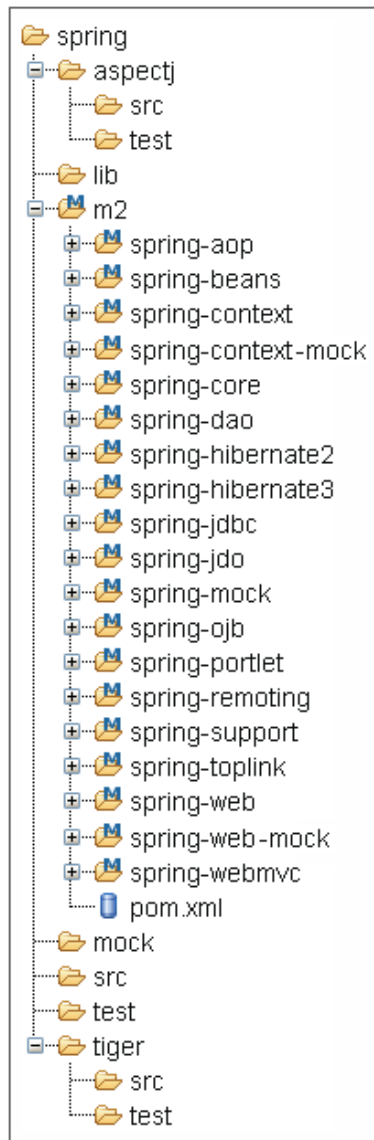 spring
aspectj
src
test
lib
m2
spring-aop
spring-beans
spring-context
spring-context-mock
spring-core
spring-dao
spring-hibernate2
spring-hibernate3
spring-jdbc
spring-jdo
spring-mock
spring-ojb
spring-portlet
spring-remoting
spring-support
spring-toplink
spring-web
spring-web-mock
spring-webmvc
pom.xml
mock
src
test
tiger
src
test